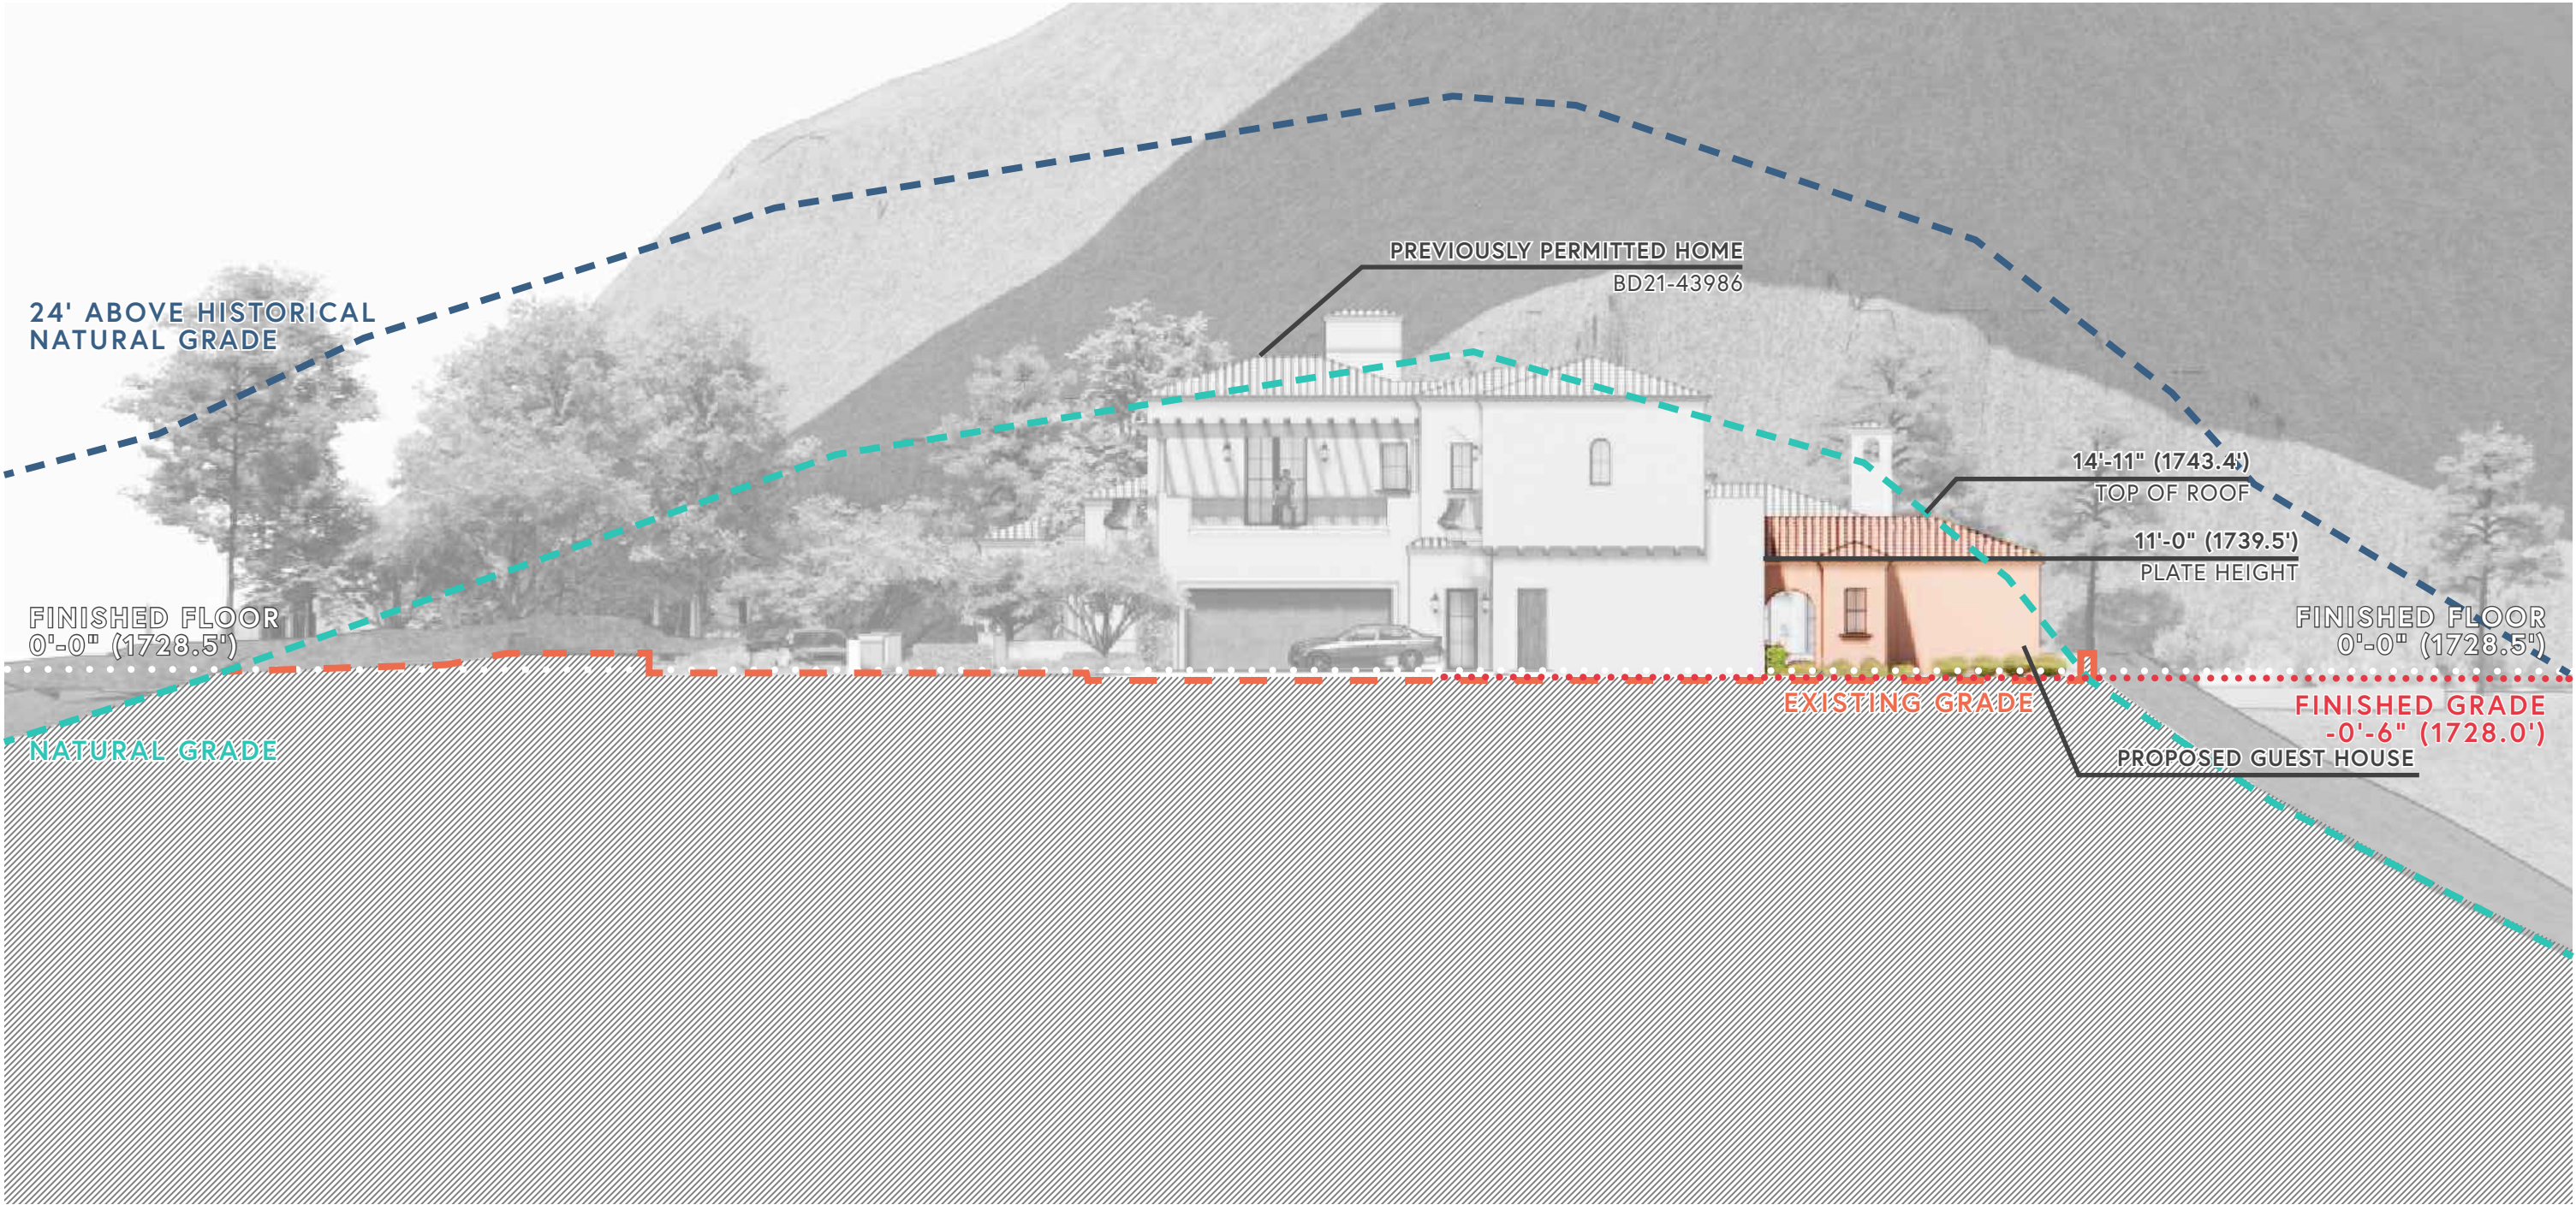 PREVIOUSLY PERMITTED HOME
BD21-43986
24' ABOVE HISTORICAL
NATURAL GRADE
14'-11" (1743.4')
TOP OF ROOF
11'-0" (1739.5')
PLATE HEIGHT
FINISHED FLOOR
0'-0" (1728.5')
FINISHED FLOOR
0'-0" (1728.5')
EXISTING GRADE
FINISHED GRADE
-0'-6" (1728.0')
NATURAL GRADE
PROPOSED GUEST HOUSE